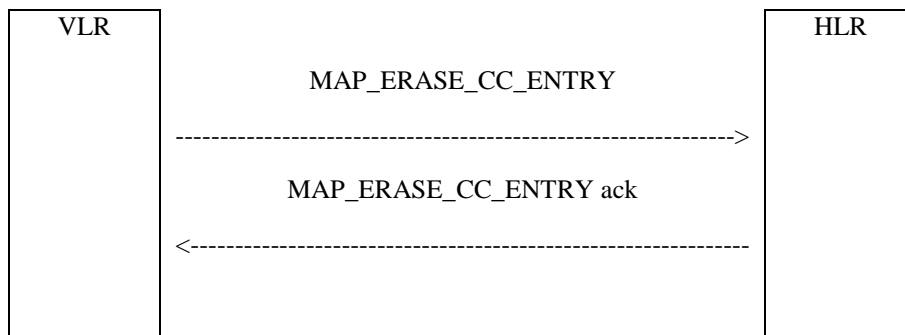 VLR HLR
MAP_ERASE_CC_ENTRY
-------------------------------------------------------------------------->
MAP_ERASE_CC_ENTRY ack
<--------------------------------------------------------------------------